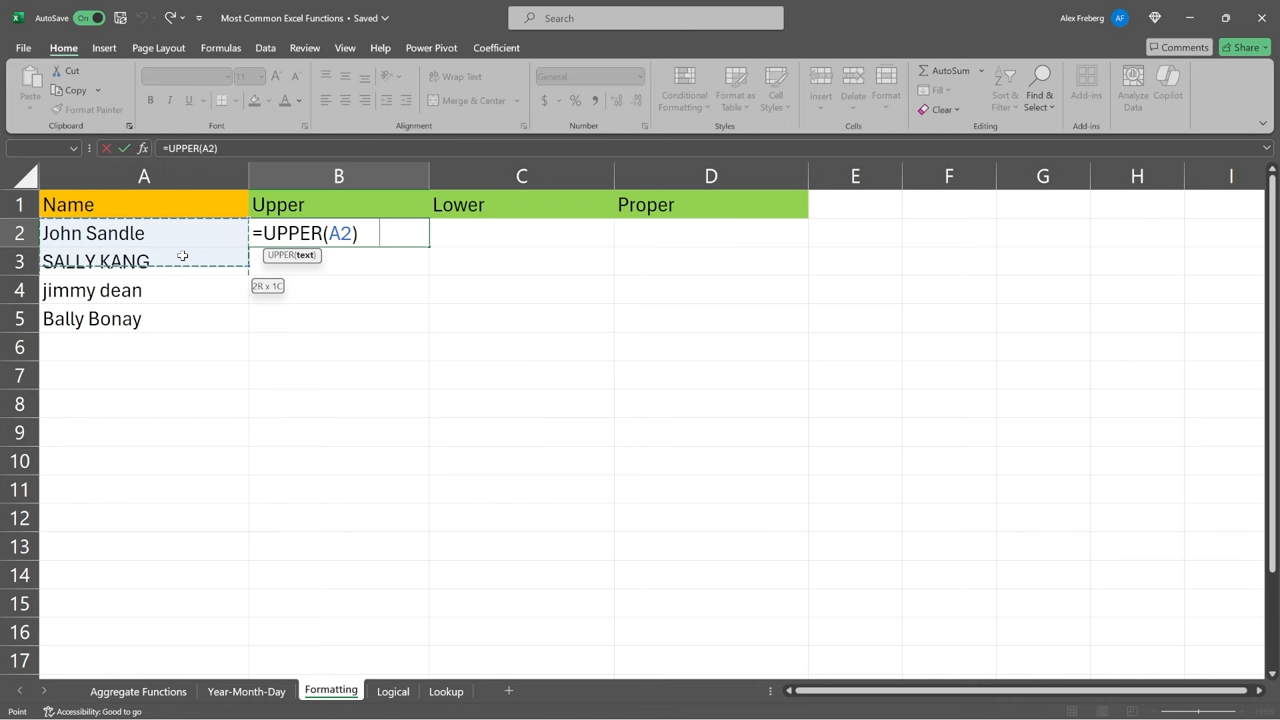 AutoSave On Most Common Excel Functions • Saved Search Alex Freberg AF
File Home Insert Page Layout Formulas Data Review View Help Power Pivot Coefficient Comments Share
Cut 11 A A Wrap Text General AutoSum
Paste Copy Conditional Formatting Format as Table Cell Styles Insert Delete Format Fill Sort & Filter Find & Select Add-ins Analyze Data Copilot
Format Painter B I U Merge & Center $ % Clear
Clipboard Font Alignment Number Styles Cells Editing Add-ins
fx =UPPER(A2)
A B C D E F G H I
1 Name Upper Lower Proper
2 John Sandle =UPPER(A2)
3 SALLY KANG UPPER(text)
4 jimmy dean 2R x 1C
5 Bally Bonay
6
7
8
9
10
11
12
13
14
15
16
17
Aggregate Functions Year-Month-Day Formatting Logical Lookup
Point Accessibility: Good to go